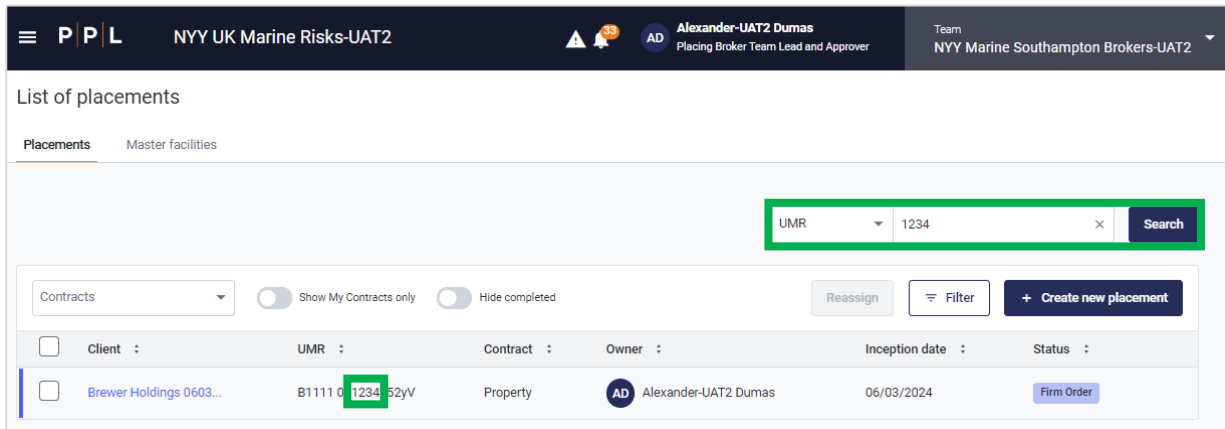 P|P|L NYY UK Marine Risks-UAT2 33 AD Alexander-UAT2 Dumas Team
Placing Broker Team Lead and Approver NYY Marine Southampton Brokers-UAT2
List of placements
Placements Master facilities
UMR 1234 × Search
Contracts Show My Contracts only Hide completed Reassign Filter + Create new placement
Client UMR Contract Owner Inception date Status
Brewer Holdings 0603... B1111 0 1234 52yV Property AD Alexander-UAT2 Dumas 06/03/2024 Firm Order